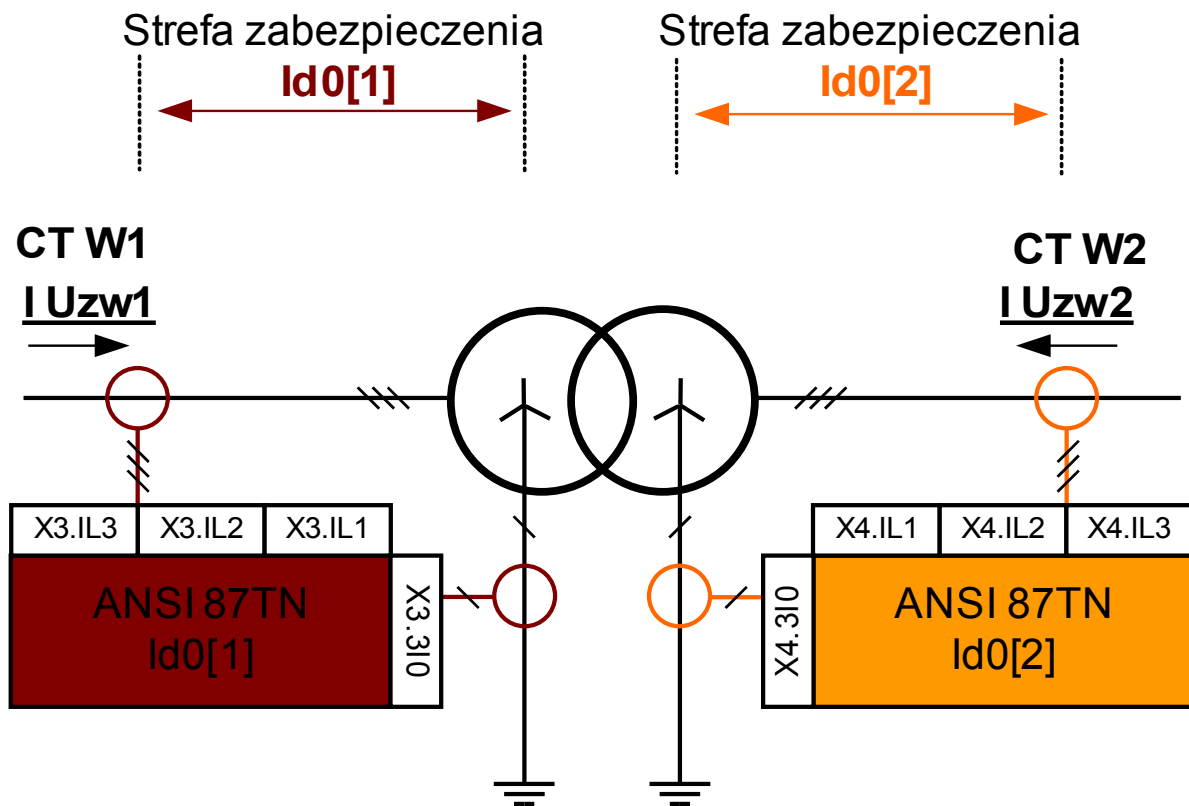 Strefa zabezpieczenia
Id0[1]
Strefa zabezpieczenia
Id0[2]
CT W1
I Uzw1
CT W2
I Uzw2
X3.IL3 X3.IL2 X3.IL1
ANSI 87TN
Id0[1]
X3.3I0
X4.IL1 X4.IL2 X4.IL3
X4.3I0
ANSI 87TN
Id0[2]